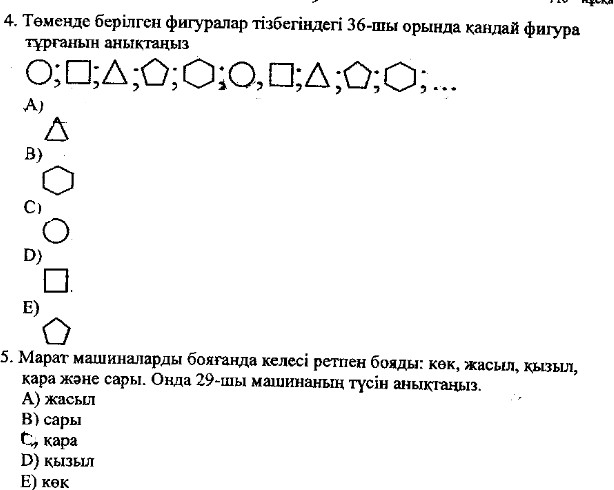 4. Төменде берілген фигуралар тізбегіндегі 36-шы орында қандай фигура
тұрғанын анықтаңыз
A)
B)
C)
D)
E)
5. Марат машиналарды бояғанда келесі ретпен бояды: көк, жасыл, қызыл,
қара және сары. Онда 29-шы машинаның түсін анықтаңыз.
A) жасыл
B) сары
C) қара
D) қызыл
E) көк